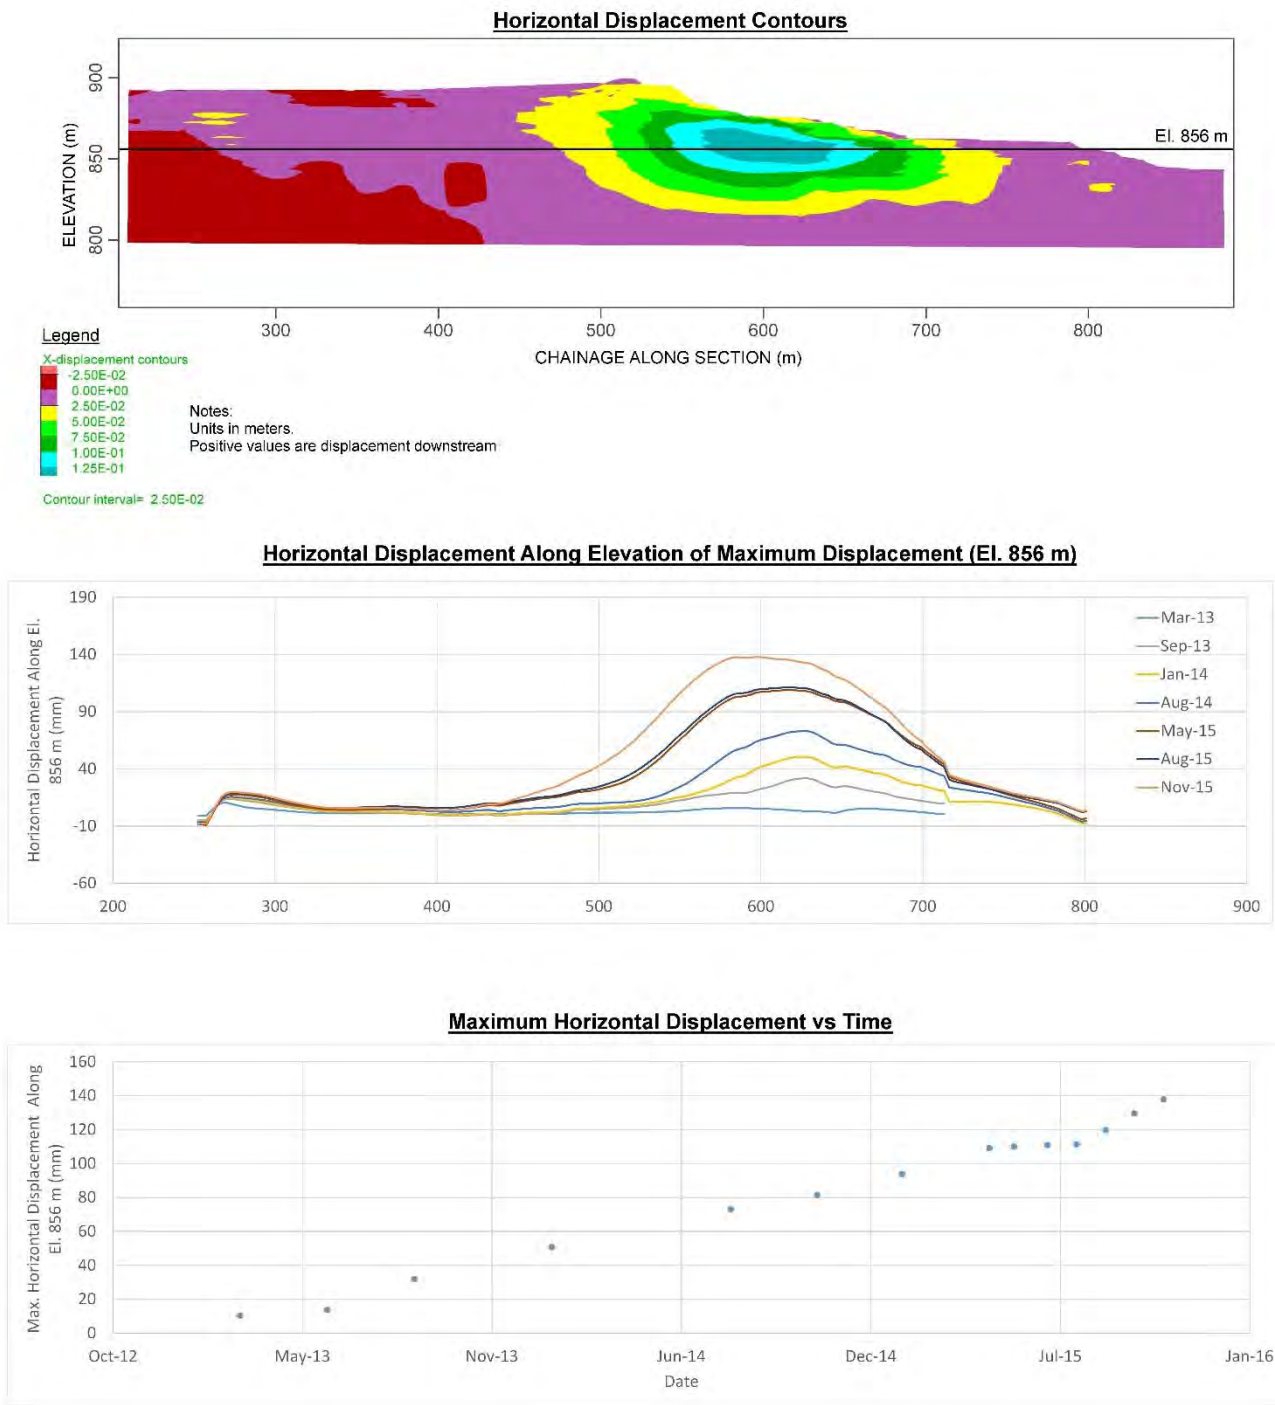 Horizontal Displacement Contours
900
850
800
ELEVATION (m)
El. 856 m
300 400 500 600 700 800
CHAINAGE ALONG SECTION (m)
Legend
X-displacement contours
-2.50E-02
0.00E+00
2.50E-02
5.00E-02
7.50E-02
1.00E-01
1.25E-01
Contour interval= 2.50E-02
Notes:
Units in meters.
Positive values are displacement downstream
Horizontal Displacement Along Elevation of Maximum Displacement (El. 856 m)
Horizontal Displacement Along El.
856 m (mm)
190
140
90
40
-10
-60
200 300 400 500 600 700 800 900
Mar-13
Sep-13
Jan-14
Aug-14
May-15
Aug-15
Nov-15
Maximum Horizontal Displacement vs Time
Max. Horizontal Displacement Along
El. 856 m (mm)
160
140
120
100
80
60
40
20
0
Oct-12 May-13 Nov-13 Jun-14 Dec-14 Jul-15 Jan-16
Date